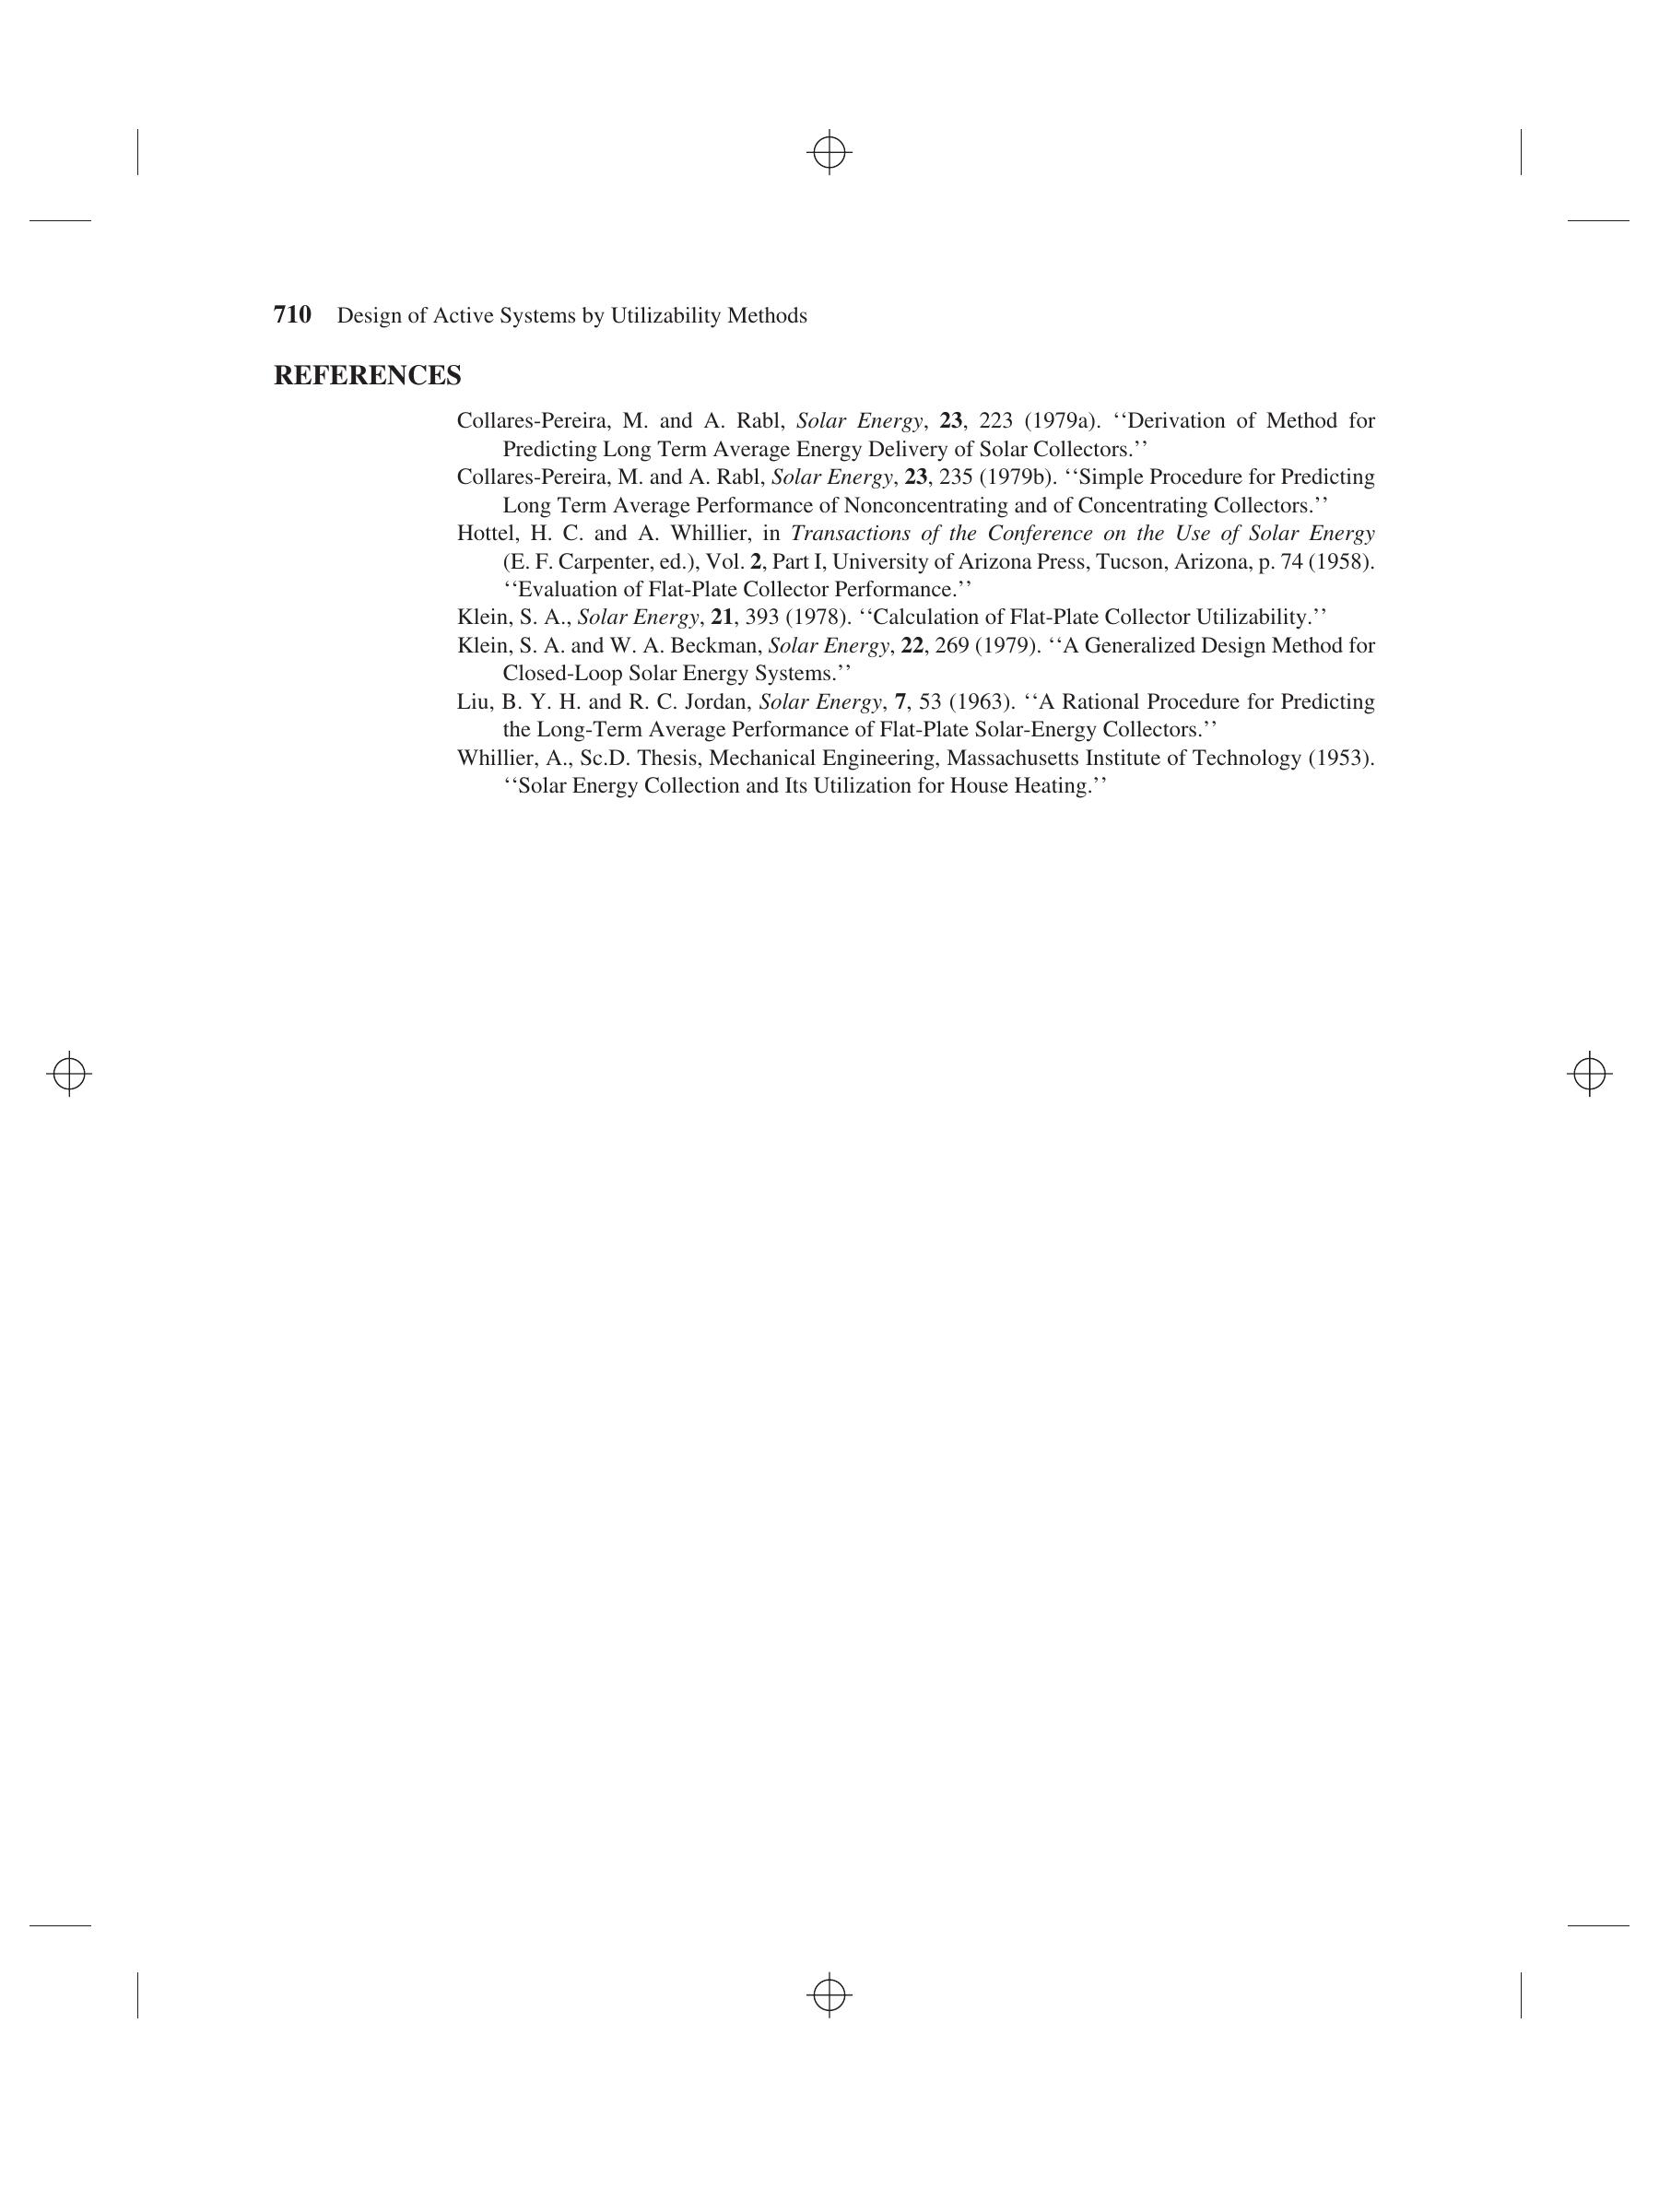 710 Design of Active Systems by Utilizability Methods
REFERENCES
Collares-Pereira, M. and A. Rabl, Solar Energy, 23, 223 (1979a). ‘‘Derivation of Method for
Predicting Long Term Average Energy Delivery of Solar Collectors.’’
Collares-Pereira, M. and A. Rabl, Solar Energy, 23, 235 (1979b). ‘‘Simple Procedure for Predicting
Long Term Average Performance of Nonconcentrating and of Concentrating Collectors.’’
Hottel, H. C. and A. Whillier, in Transactions of the Conference on the Use of Solar Energy
(E. F. Carpenter, ed.), Vol. 2, Part I, University of Arizona Press, Tucson, Arizona, p. 74 (1958).
‘‘Evaluation of Flat-Plate Collector Performance.’’
Klein, S. A., Solar Energy, 21, 393 (1978). ‘‘Calculation of Flat-Plate Collector Utilizability.’’
Klein, S. A. and W. A. Beckman, Solar Energy, 22, 269 (1979). ‘‘A Generalized Design Method for
Closed-Loop Solar Energy Systems.’’
Liu, B. Y. H. and R. C. Jordan, Solar Energy, 7, 53 (1963). ‘‘A Rational Procedure for Predicting
the Long-Term Average Performance of Flat-Plate Solar-Energy Collectors.’’
Whillier, A., Sc.D. Thesis, Mechanical Engineering, Massachusetts Institute of Technology (1953).
‘‘Solar Energy Collection and Its Utilization for House Heating.’’